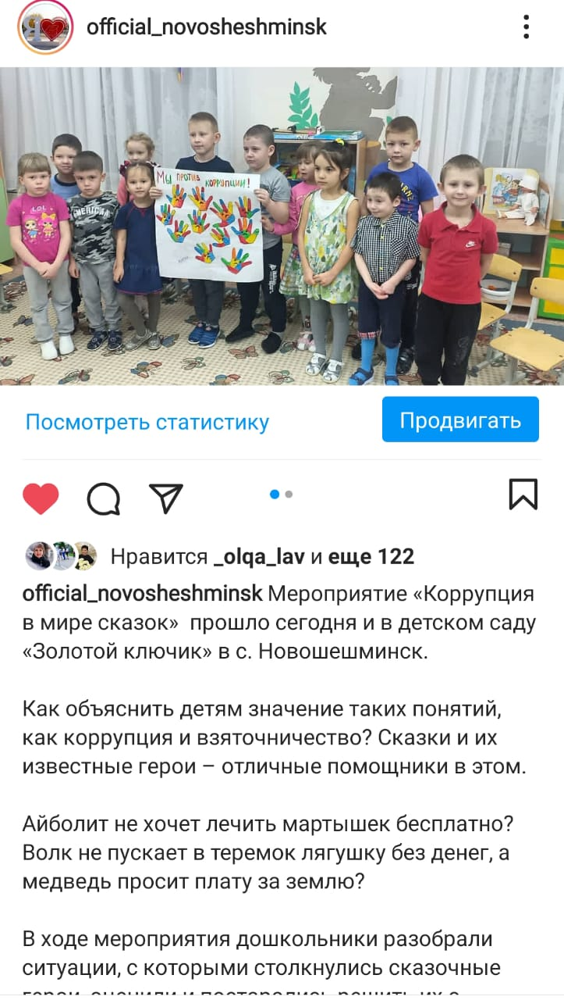 official_novosheshminsk
Мы против
коррупции!
LOL
AMERICAN
Посмотреть статистику
Продвигать
Нравится _olqa_lav и еще 122
official_novosheshminsk Мероприятие «Коррупция
в мире сказок» прошло сегодня и в детском саду
«Золотой ключик» в с. Новошешминск.
Как объяснить детям значение таких понятий,
как коррупция и взяточничество? Сказки и их
известные герои – отличные помощники в этом.
Айболит не хочет лечить мартышек бесплатно?
Волк не пускает в теремок лягушку без денег, а
медведь просит плату за землю?
В ходе мероприятия дошкольники разобрали
ситуации, с которыми столкнулись сказочные